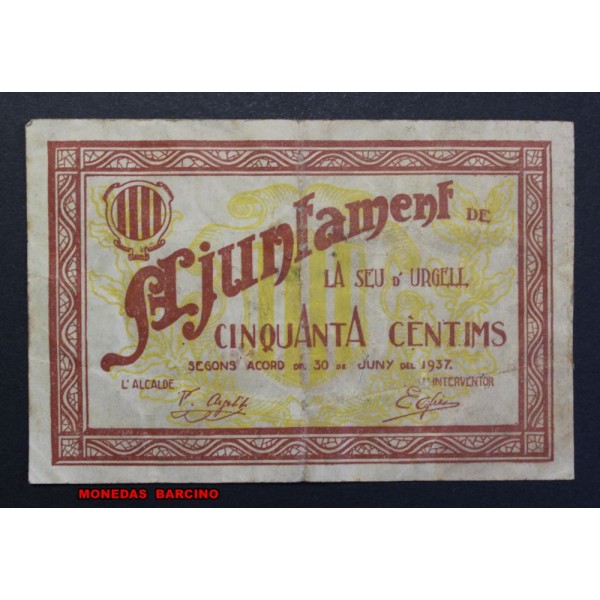 Ajuntament DE
LA SEU D'URGELL,
CINQUANTA CÈNTIMS
SEGONS ACORD DEL 30 DE JUNY DEL 1937.
L'ALCALDE
L'INTERVENTOR
MONEDAS BARCINO